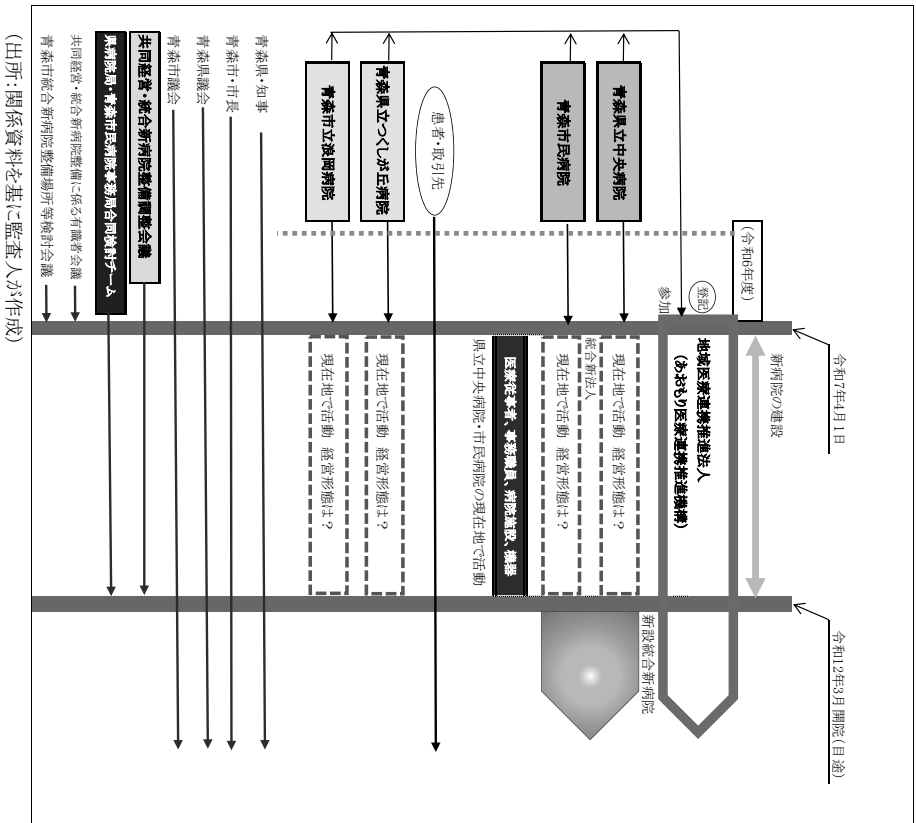 令和7年4月1日
令和12年3月開院(目途)
新病院の建設
(令和6年度)
登記
参加
地域医療連携推進法人
(あおもり医療連携推進機構)
新設統合新病院
青森県立中央病院
現在地で活動 経営形態は?
統合新法人
青森市民病院
現在地で活動 経営形態は?
医療従事者、事務職員、病院施設、機器
県立中央病院・市民病院の現在地で活動
患者・取引先
青森県立つくしが丘病院
現在地で活動 経営形態は?
青森市立浪岡病院
現在地で活動 経営形態は?
青森県・知事
青森市・市長
青森県議会
青森市議会
共同経営・統合新病院整備調整会議
県病院局・青森市民病院事務局合同検討チーム
共同経営・統合新病院整備に係る有識者会議
青森市統合新病院整備場所等検討会議
(出所:関係資料を基に監査人が作成)